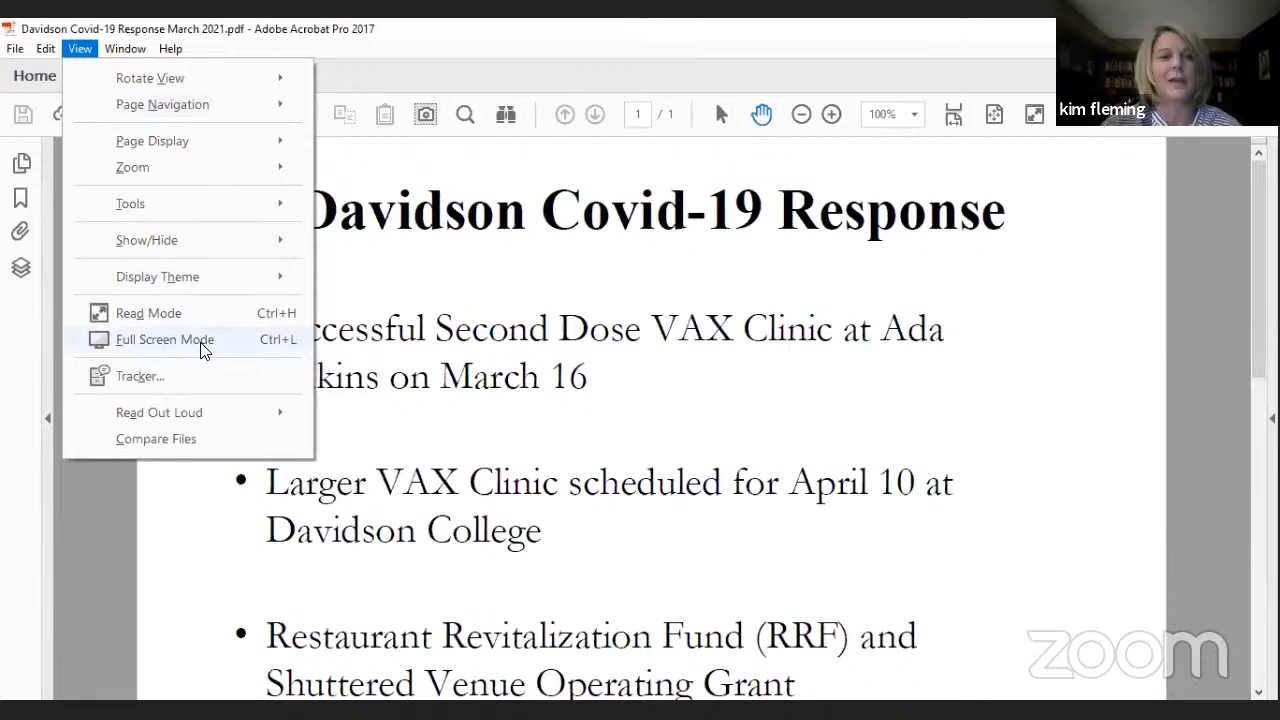 Davidson Covid-19 Response March 2021.pdf - Adobe Acrobat Pro 2017
File Edit View Window Help
Home
Rotate View
Page Navigation
Page Display
Zoom
Tools
Show/Hide
Display Theme
Read Mode Ctrl+H
Full Screen Mode Ctrl+L
Tracker...
Read Out Loud
Compare Files
1 / 1
100%
kim fleming
Davidson Covid-19 Response
ccessful Second Dose VAX Clinic at Ada
kins on March 16
• Larger VAX Clinic scheduled for April 10 at
Davidson College
• Restaurant Revitalization Fund (RRF) and
Shuttered Venue Operating Grant
zoom